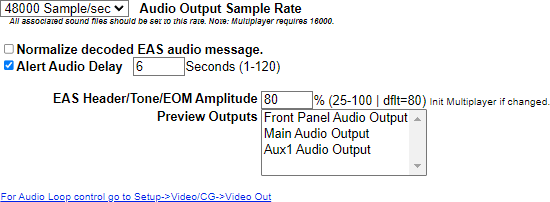 48000 Sample/sec Audio Output Sample Rate
All associated sound files should be set to this rate. Note: Multiplayer requires 16000.
Normalize decoded EAS audio message.
Alert Audio Delay 6 Seconds (1-120)
EAS Header/Tone/EOM Amplitude 80 % (25-100 | dflt=80) Init Multiplayer if changed.
Preview Outputs Front Panel Audio Output
Main Audio Output
Aux1 Audio Output
For Audio Loop control go to Setup->Video/CG->Video Out